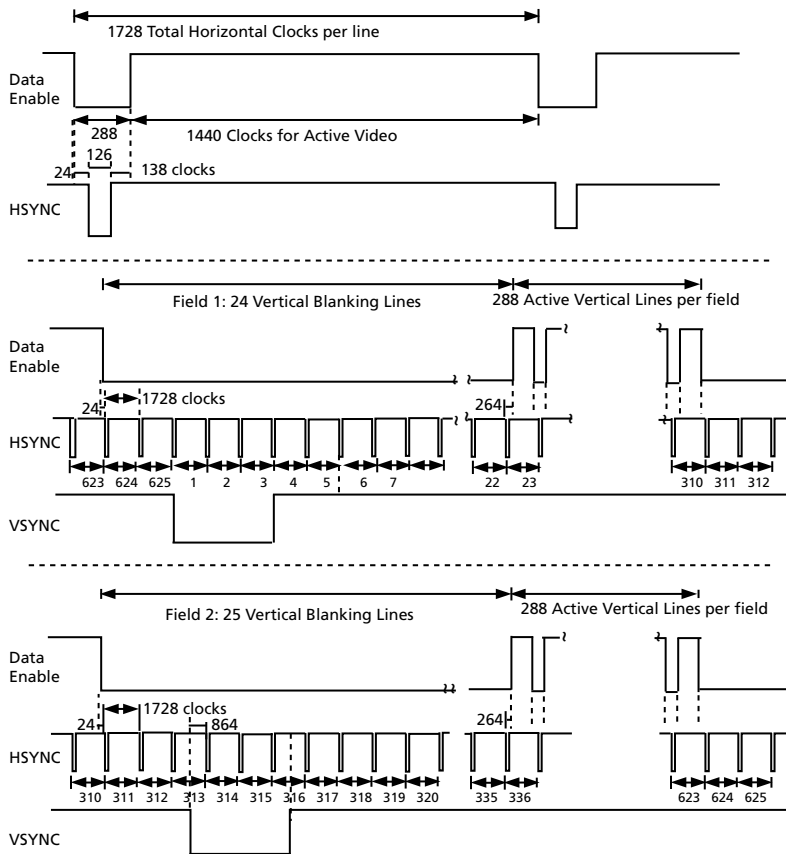 1728 Total Horizontal Clocks per line
Data
Enable
288
1440 Clocks for Active Video
126
24
138 clocks
HSYNC
Field 1: 24 Vertical Blanking Lines
288 Active Vertical Lines per field
Data
Enable
24
1728 clocks
264
HSYNC
623 624 625 1 2 3 4 5 6 7 22 23 310 311 312
VSYNC
Field 2: 25 Vertical Blanking Lines
288 Active Vertical Lines per field
Data
Enable
24
1728 clocks
864
264
HSYNC
310 311 312 313 314 315 316 317 318 319 320 335 336 623 624 625
VSYNC